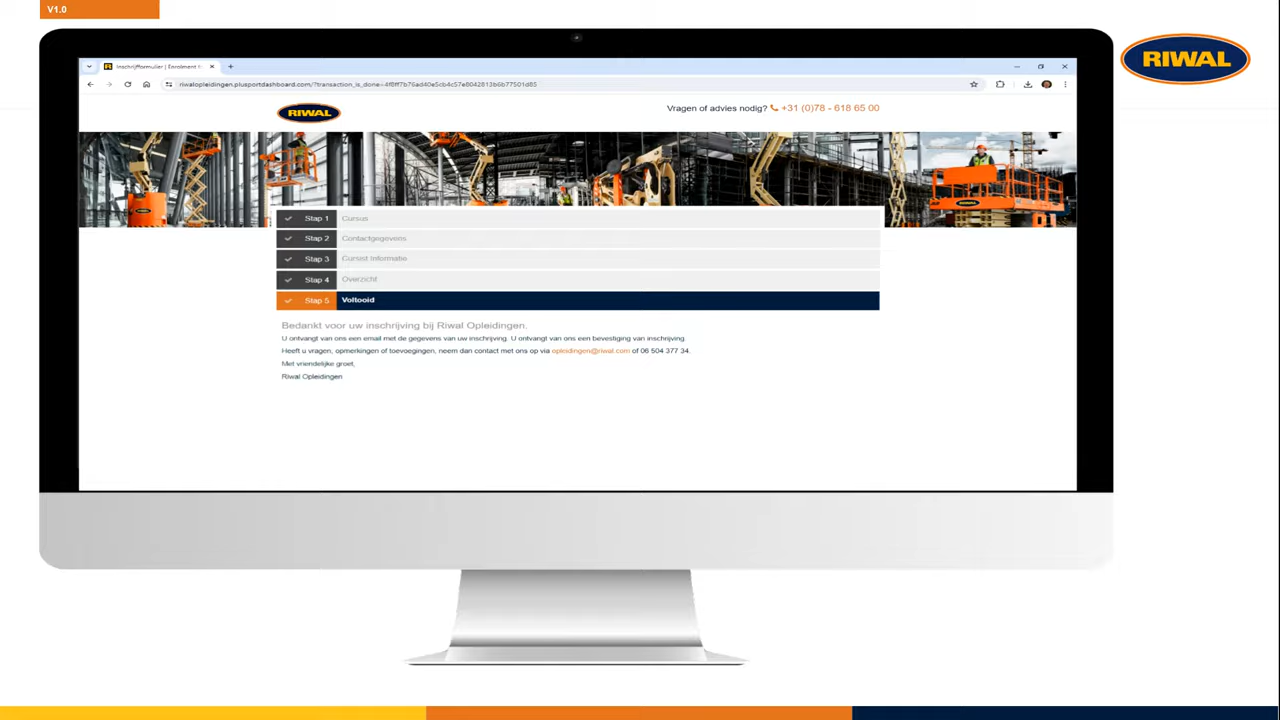 V1.0
RIWAL
Inschrijfformulier | Enrolment f
riwalopleidingen.plusportdashboard.com/?transaction_is_done=
RIWAL
Vragen of advies nodig? +31 (0)78 - 618 65 00
Stap 1 Cursus
Stap 2 Contactgegevens
Stap 3 Cursist Informatie
Stap 4 Overzicht
Stap 5 Voltooid
Bedankt voor uw inschrijving bij Riwal Opleidingen.
U ontvangt van ons een email met de gegevens van uw inschrijving. U ontvangt van ons een bevestiging van inschrijving.
Heeft u vragen, opmerkingen of toevoegingen, neem dan contact met ons op via opleidingen@riwal.com of 06 504 377 34.
Met vriendelijke groet,
Riwal Opleidingen